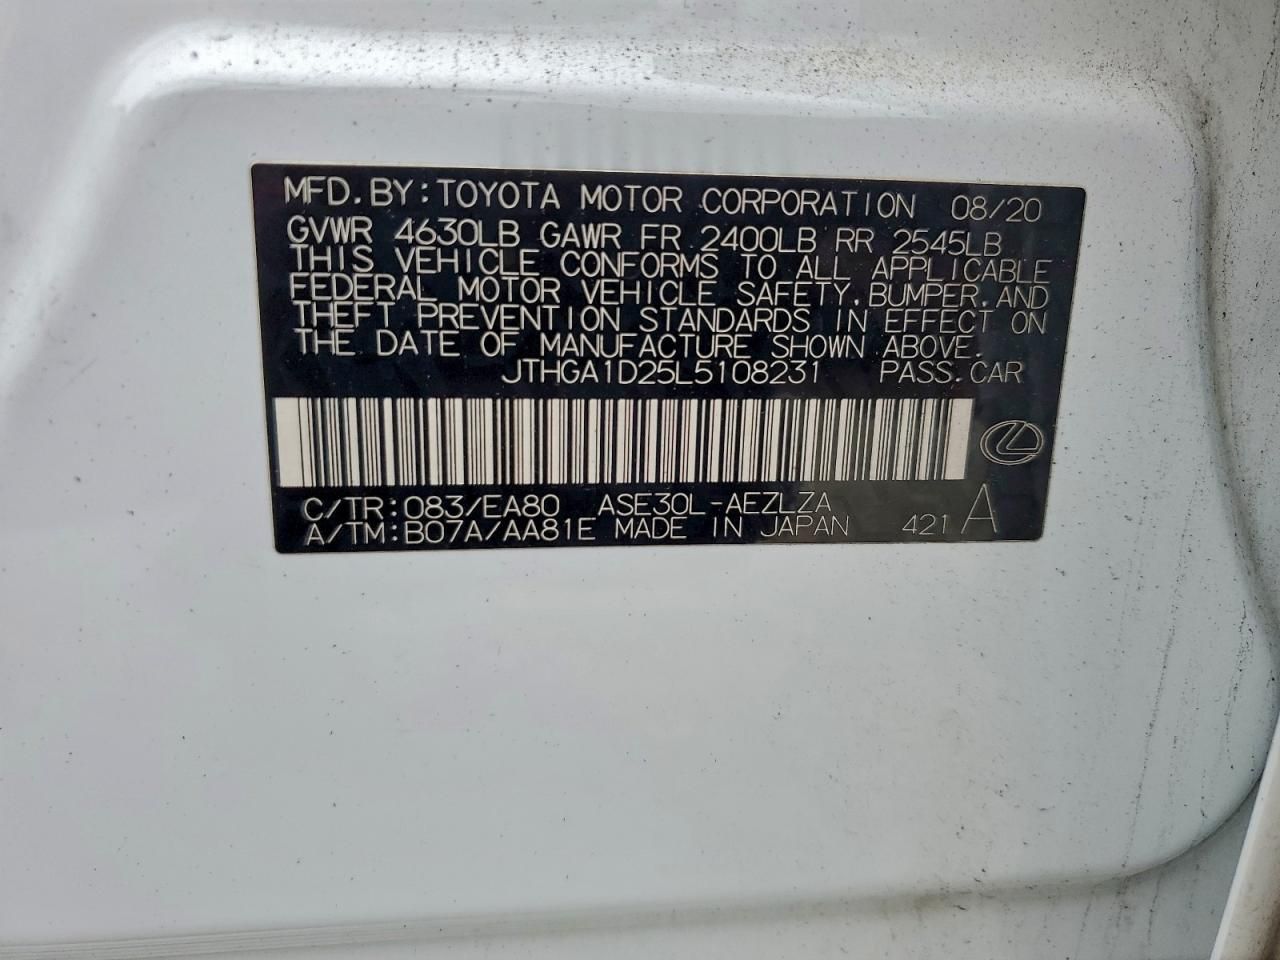 MFD.BY:TOYOTA MOTOR CORPORATION 08/20
GVWR 4630LB GAWR FR 2400LB RR 2545LB
THIS VEHICLE CONFORMS TO ALL APPLICABLE
FEDERAL MOTOR VEHICLE SAFETY,BUMPER,AND
THEFT PREVENTION STANDARDS IN EFFECT ON
THE DATE OF MANUFACTURE SHOWN ABOVE.
JTHGA1D25L5108231 PASS.CAR
C/TR:083/EA80 ASE30L-AEZLZA
A/TM:B07A/AA81E MADE IN JAPAN 421 A